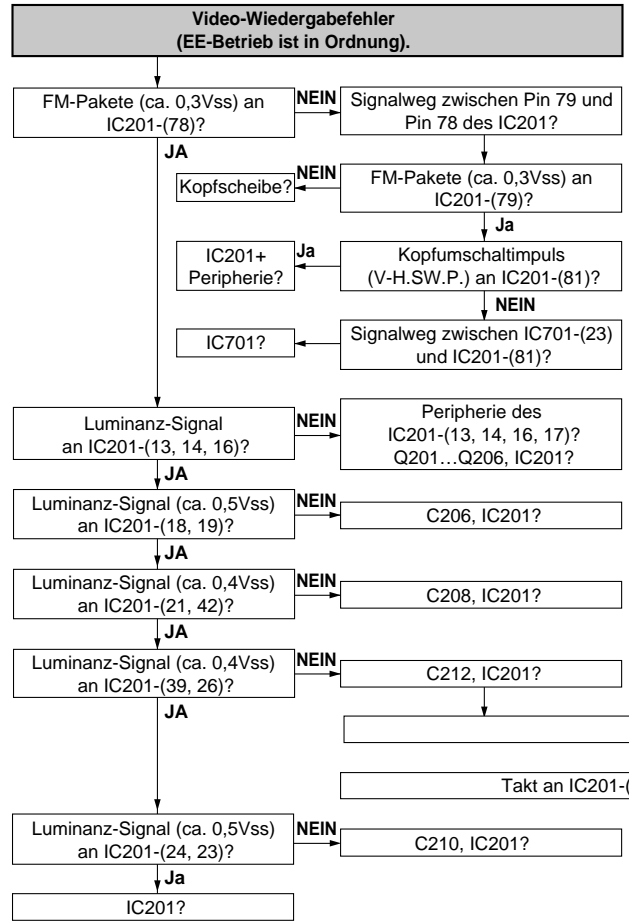 Video-Wiedergabefehler
(EE-Betrieb ist in Ordnung).
FM-Pakete (ca. 0,3Vss) an
IC201-(78)?
NEIN
Signalweg zwischen Pin 79 und
Pin 78 des IC201?
JA
NEIN
Kopfscheibe?
FM-Pakete (ca. 0,3Vss) an
IC201-(79)?
Ja
IC201+
Peripherie?
Ja
Kopfumschaltimpuls
(V-H.SW.P.) an IC201-(81)?
NEIN
IC701?
Signalweg zwischen IC701-(23)
und IC201-(81)?
Luminanz-Signal
an IC201-(13, 14, 16)?
NEIN
Peripherie des
IC201-(13, 14, 16, 17)?
Q201...Q206, IC201?
JA
Luminanz-Signal (ca. 0,5Vss)
an IC201-(18, 19)?
NEIN
C206, IC201?
JA
Luminanz-Signal (ca. 0,4Vss)
an IC201-(21, 42)?
NEIN
C208, IC201?
JA
Luminanz-Signal (ca. 0,4Vss)
an IC201-(39, 26)?
NEIN
C212, IC201?
JA
Takt an IC201-(
Luminanz-Signal (ca. 0,5Vss)
an IC201-(24, 23)?
NEIN
C210, IC201?
Ja
IC201?